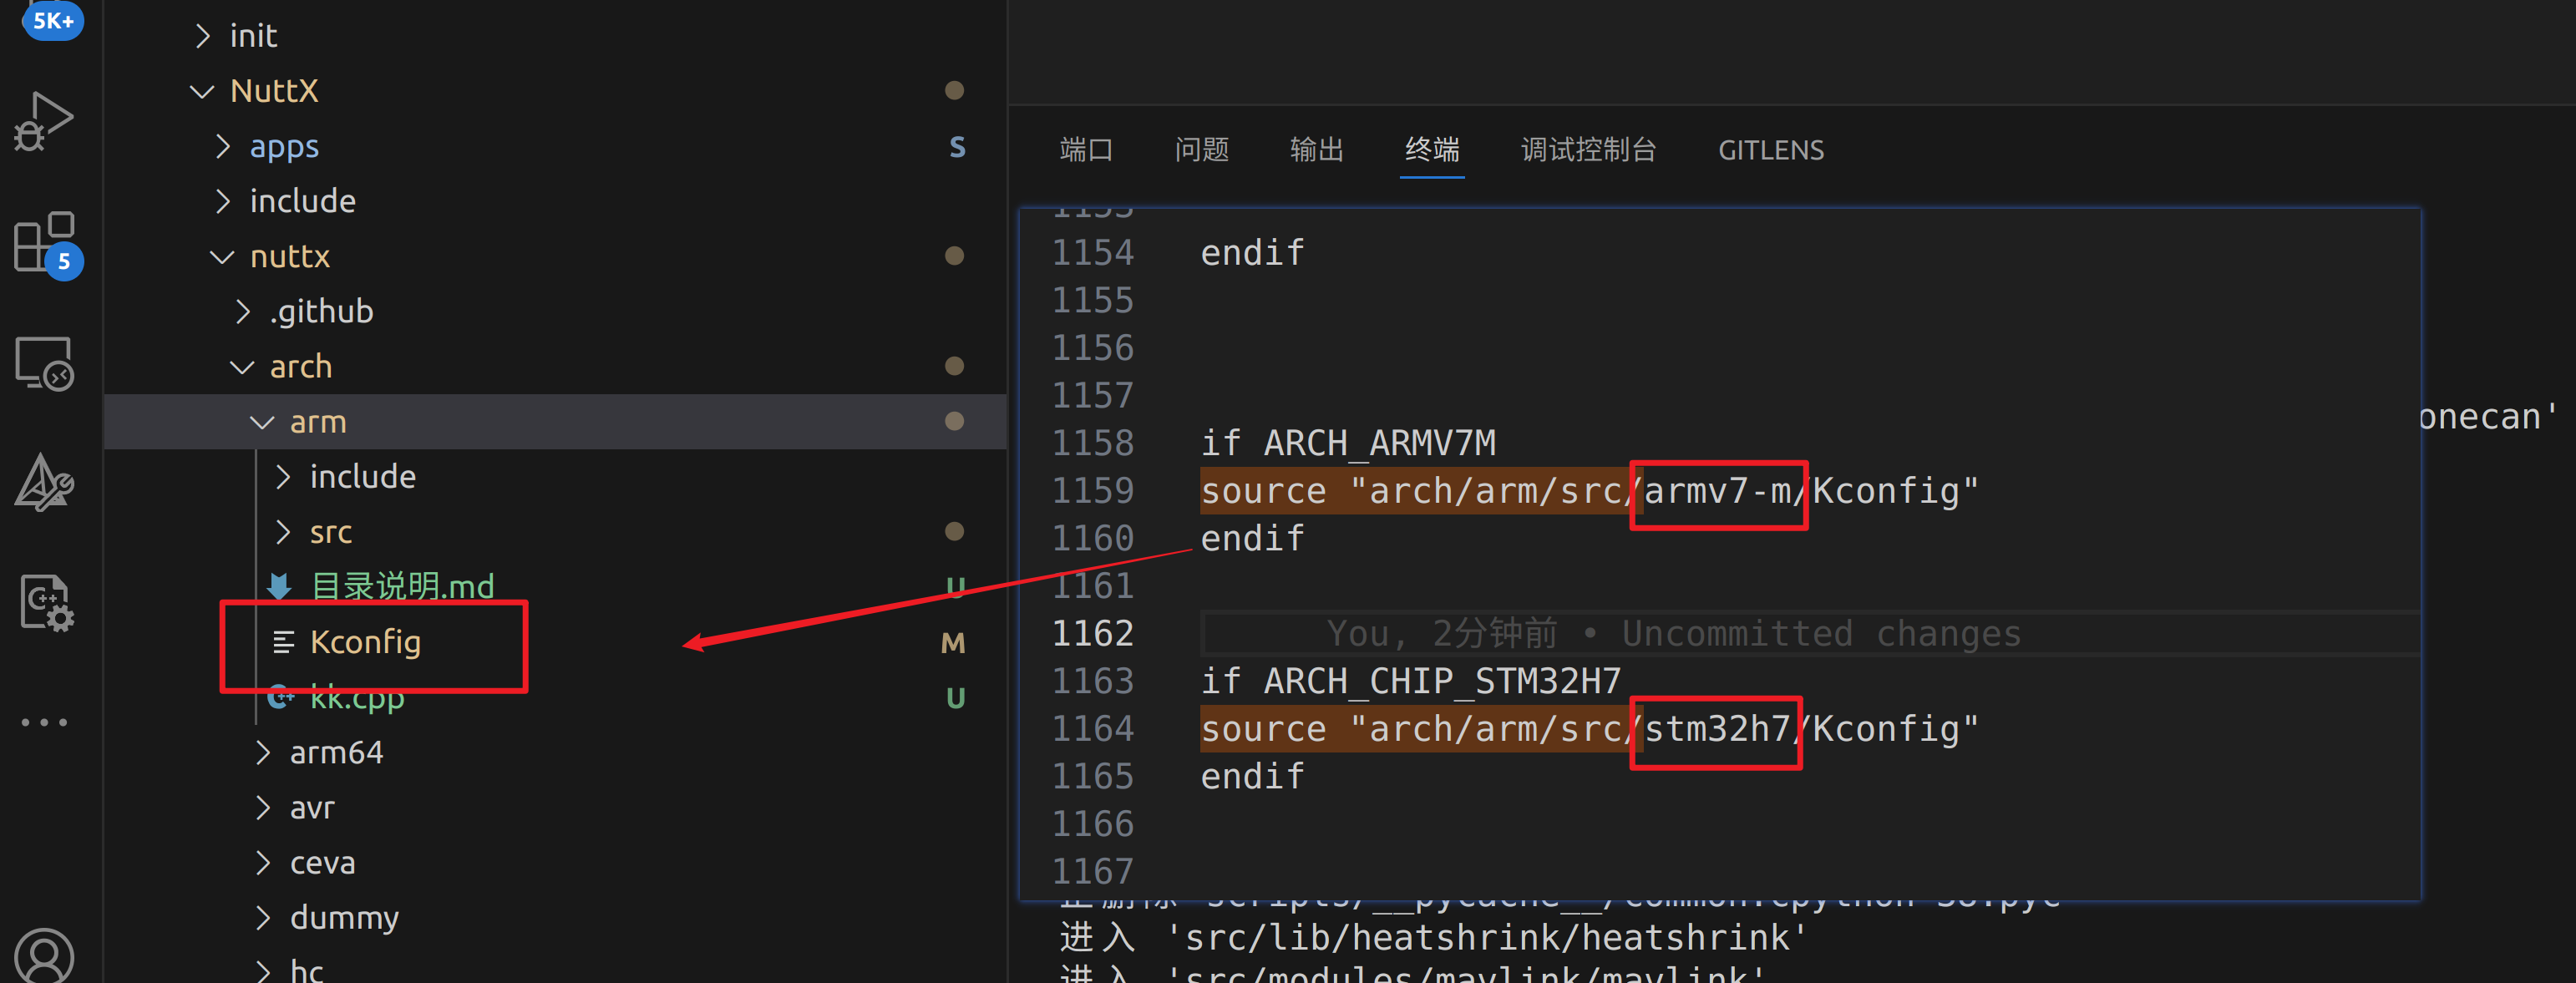 5K+
5
init
NuttX
apps S
include
nuttx
.github
arch
arm
include
src
目录说明.md U
Kconfig M
kk.cpp U
arm64
avr
ceva
dummy
hc
端口 问题 输出 终端 调试控制台 GITLENS
1153
1154 endif
1155
1156
1157
onecan'
1158 if ARCH_ARMV7M
1159 source "arch/arm/src/armv7-m/Kconfig"
1160 endif
1161
1162 You, 2分钟前 • Uncommitted changes
1163 if ARCH_CHIP_STM32H7
1164 source "arch/arm/src/stm32h7/Kconfig"
1165 endif
1166
1167
进入 'src/lib/heatshrink/heatshrink'
进入 'src/modules/mavlink/mavlink'